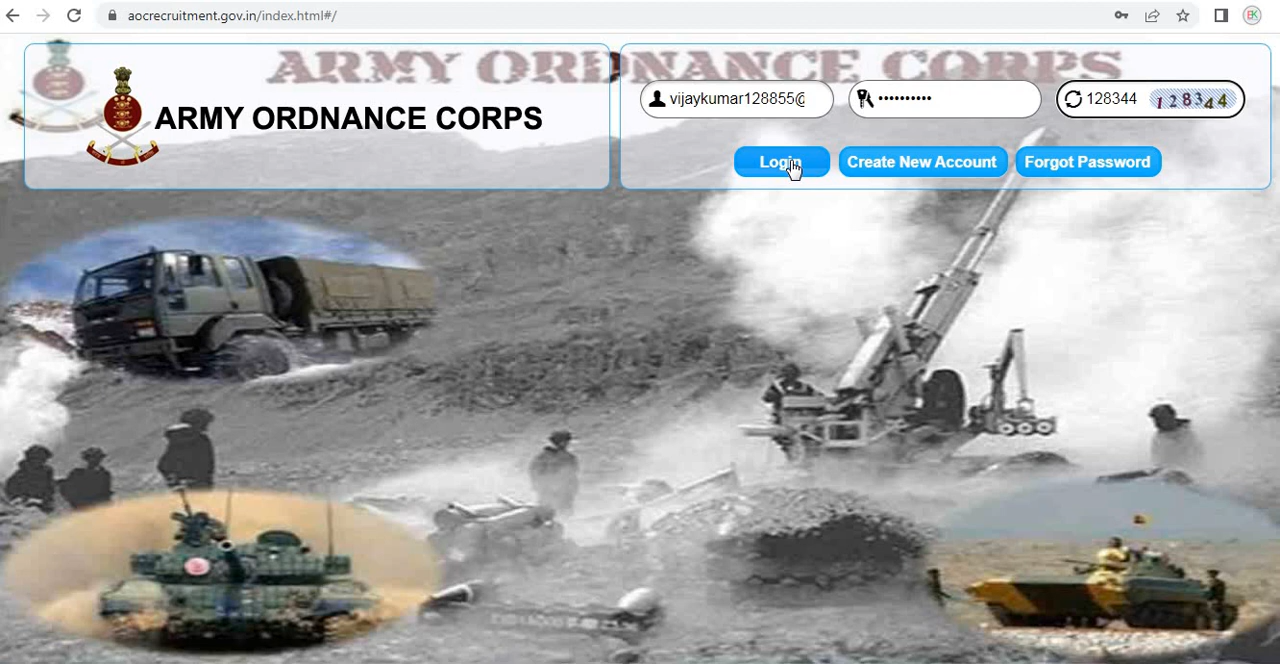 aocrecruitment.gov.in/index.html#/
ARMY ORDNANCE CORPS
ARMY ORDNANCE CORPS
vijaykumar128855@
128344
128344
Login
Create New Account
Forgot Password